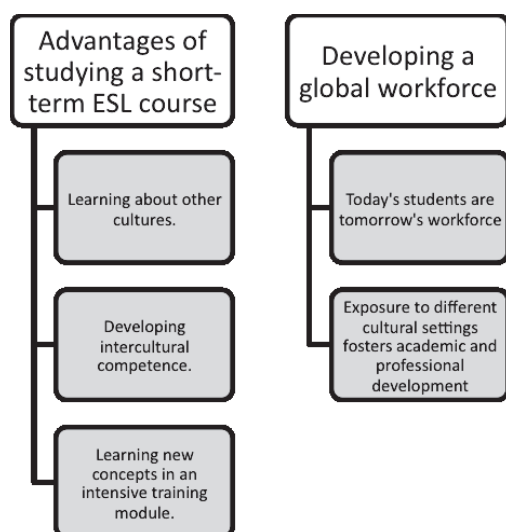 Advantages of
studying a short-
term ESL course
Learning about other
cultures.
Developing
intercultural
competence.
Learning new
concepts in an
intensive training
module.
Developing a
global workforce
Today's students are
tomorrow's workforce
Exposure to different
cultural settings
fosters academic and
professional
development